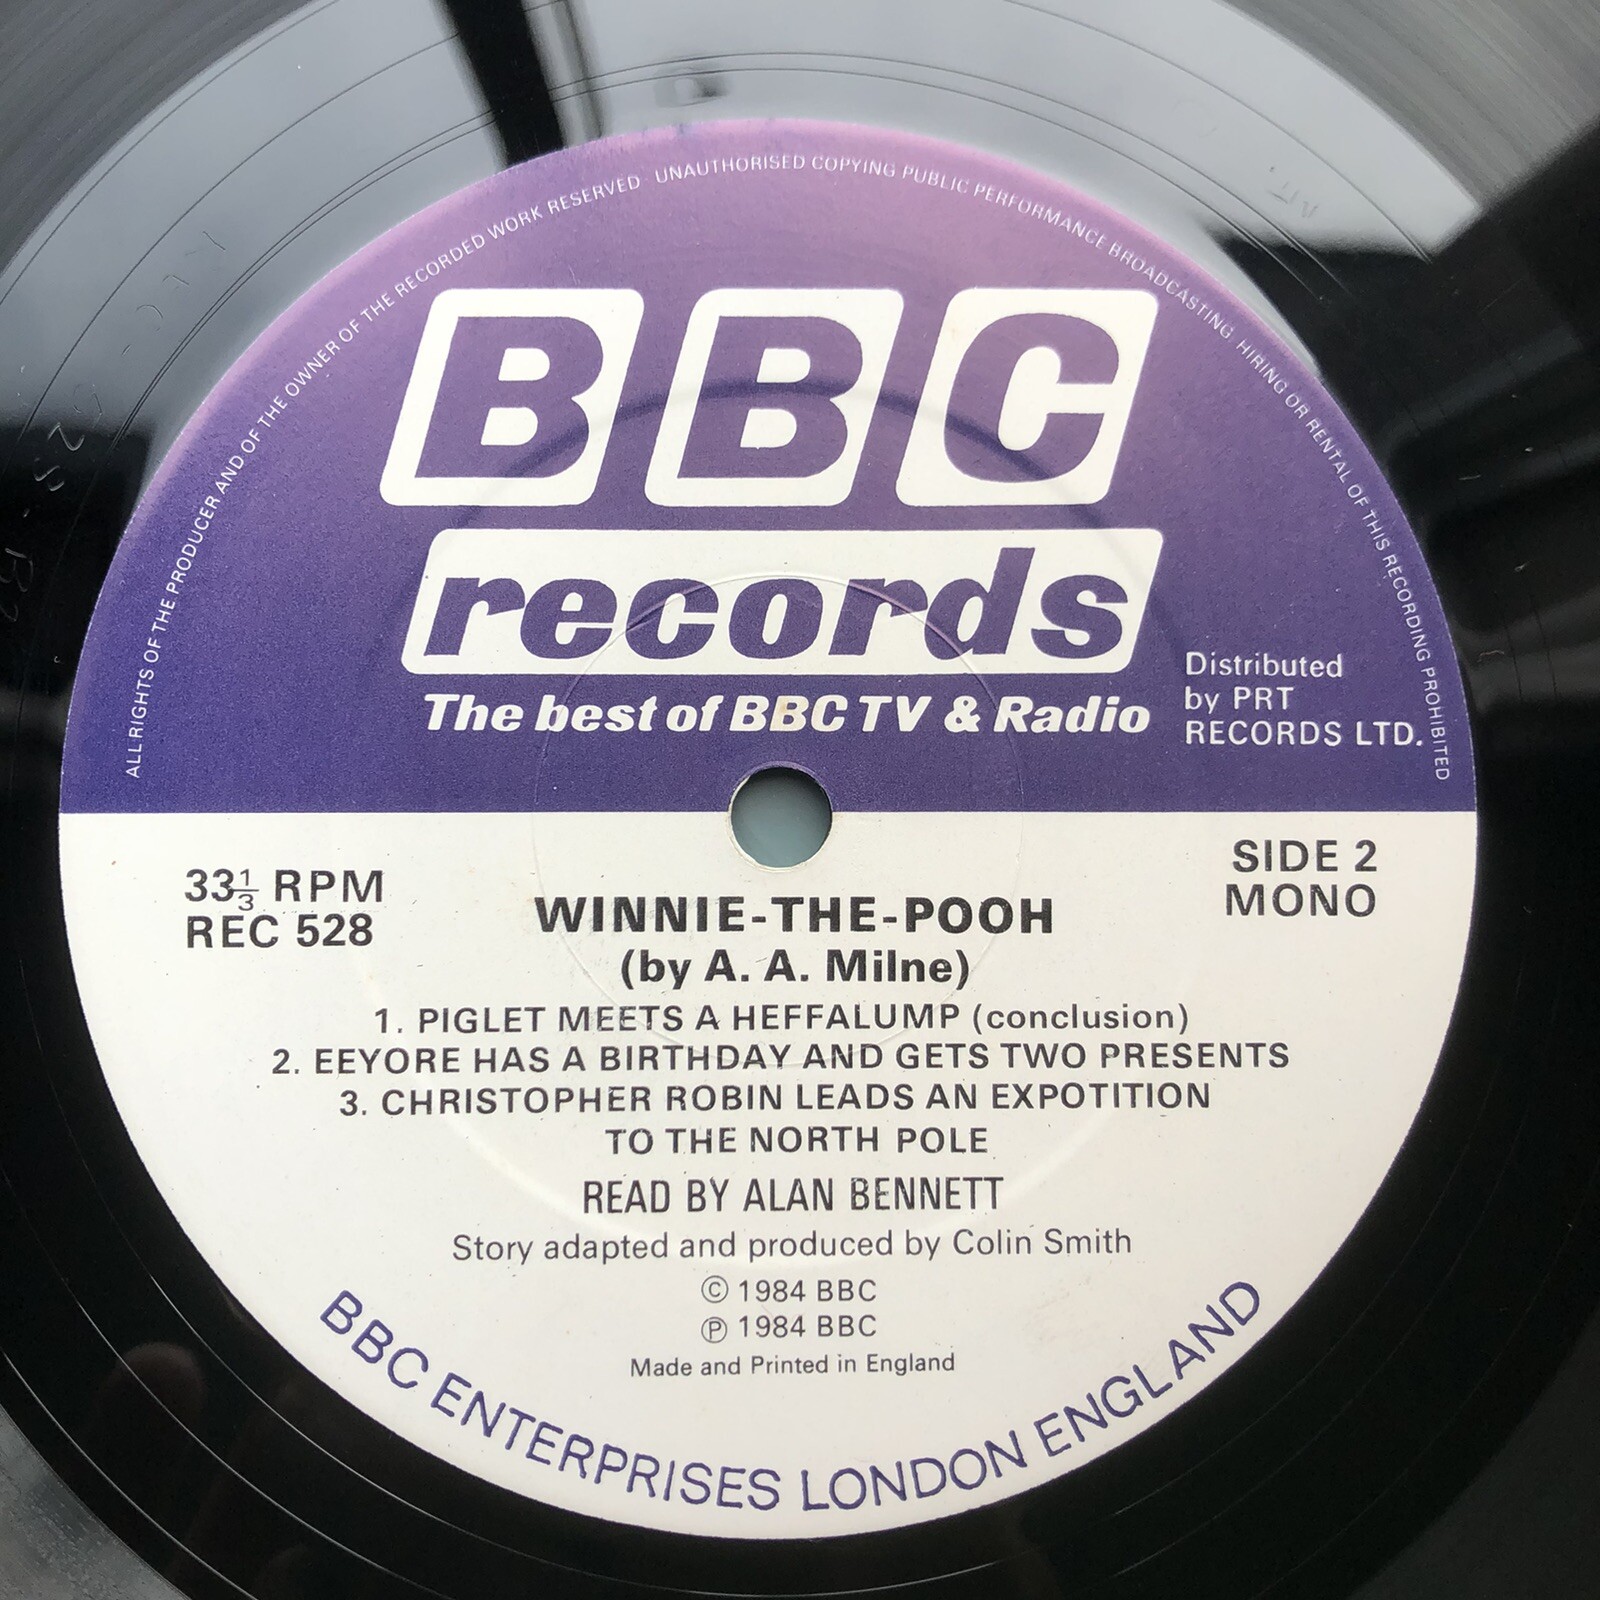 ALL RIGHTS OF THE PRODUCER AND OF THE OWNER OF THE RECORDED WORK RESERVED · UNAUTHORISED COPYING PUBLIC PERFORMANCE BROADCASTING, HIRING OR RENTAL OF THIS RECORDING PROHIBITED
BBC
records
The best of BBC TV & Radio
Distributed
by PRT
RECORDS LTD.
33⅓ RPM
REC 528
SIDE 2
MONO
WINNIE-THE-POOH
(by A. A. Milne)
1. PIGLET MEETS A HEFFALUMP (conclusion)
2. EEYORE HAS A BIRTHDAY AND GETS TWO PRESENTS
3. CHRISTOPHER ROBIN LEADS AN EXPOTITION
TO THE NORTH POLE
READ BY ALAN BENNETT
Story adapted and produced by Colin Smith
© 1984 BBC
℗ 1984 BBC
Made and Printed in England
BBC ENTERPRISES LONDON ENGLAND